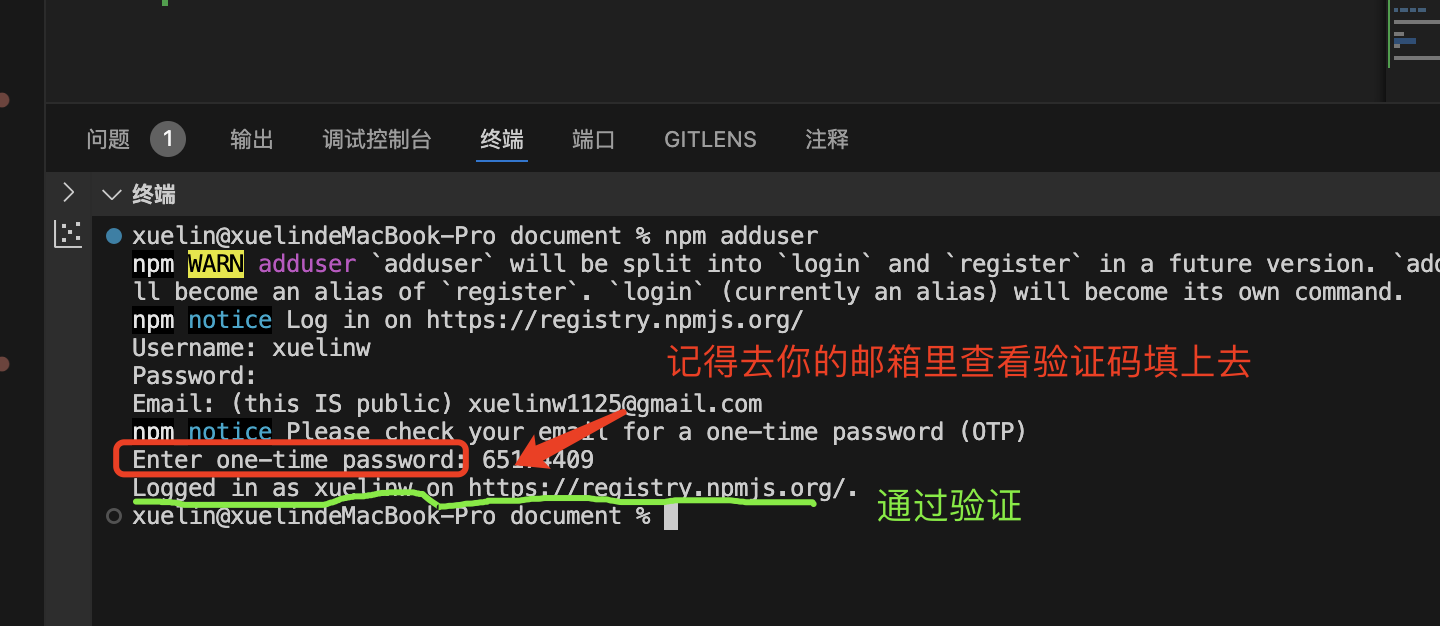 问题 1 输出 调试控制台 终端 端口 GITLENS 注释
终端
xuelin@xuelindeMacBook-Pro document % npm adduser
npm WARN adduser `adduser` will be split into `login` and `register` in a future version. `add
ll become an alias of `register`. `login` (currently an alias) will become its own command.
npm notice Log in on https://registry.npmjs.org/
Username: xuelinw
记得去你的邮箱里查看验证码填上去
Password:
Email: (this IS public) xuelinw1125@gmail.com
npm notice Please check your email for a one-time password (OTP)
Enter one-time password:
Logged in as xuelinw on https://registry.npmjs.org/.
通过验证
xuelin@xuelindeMacBook-Pro document %